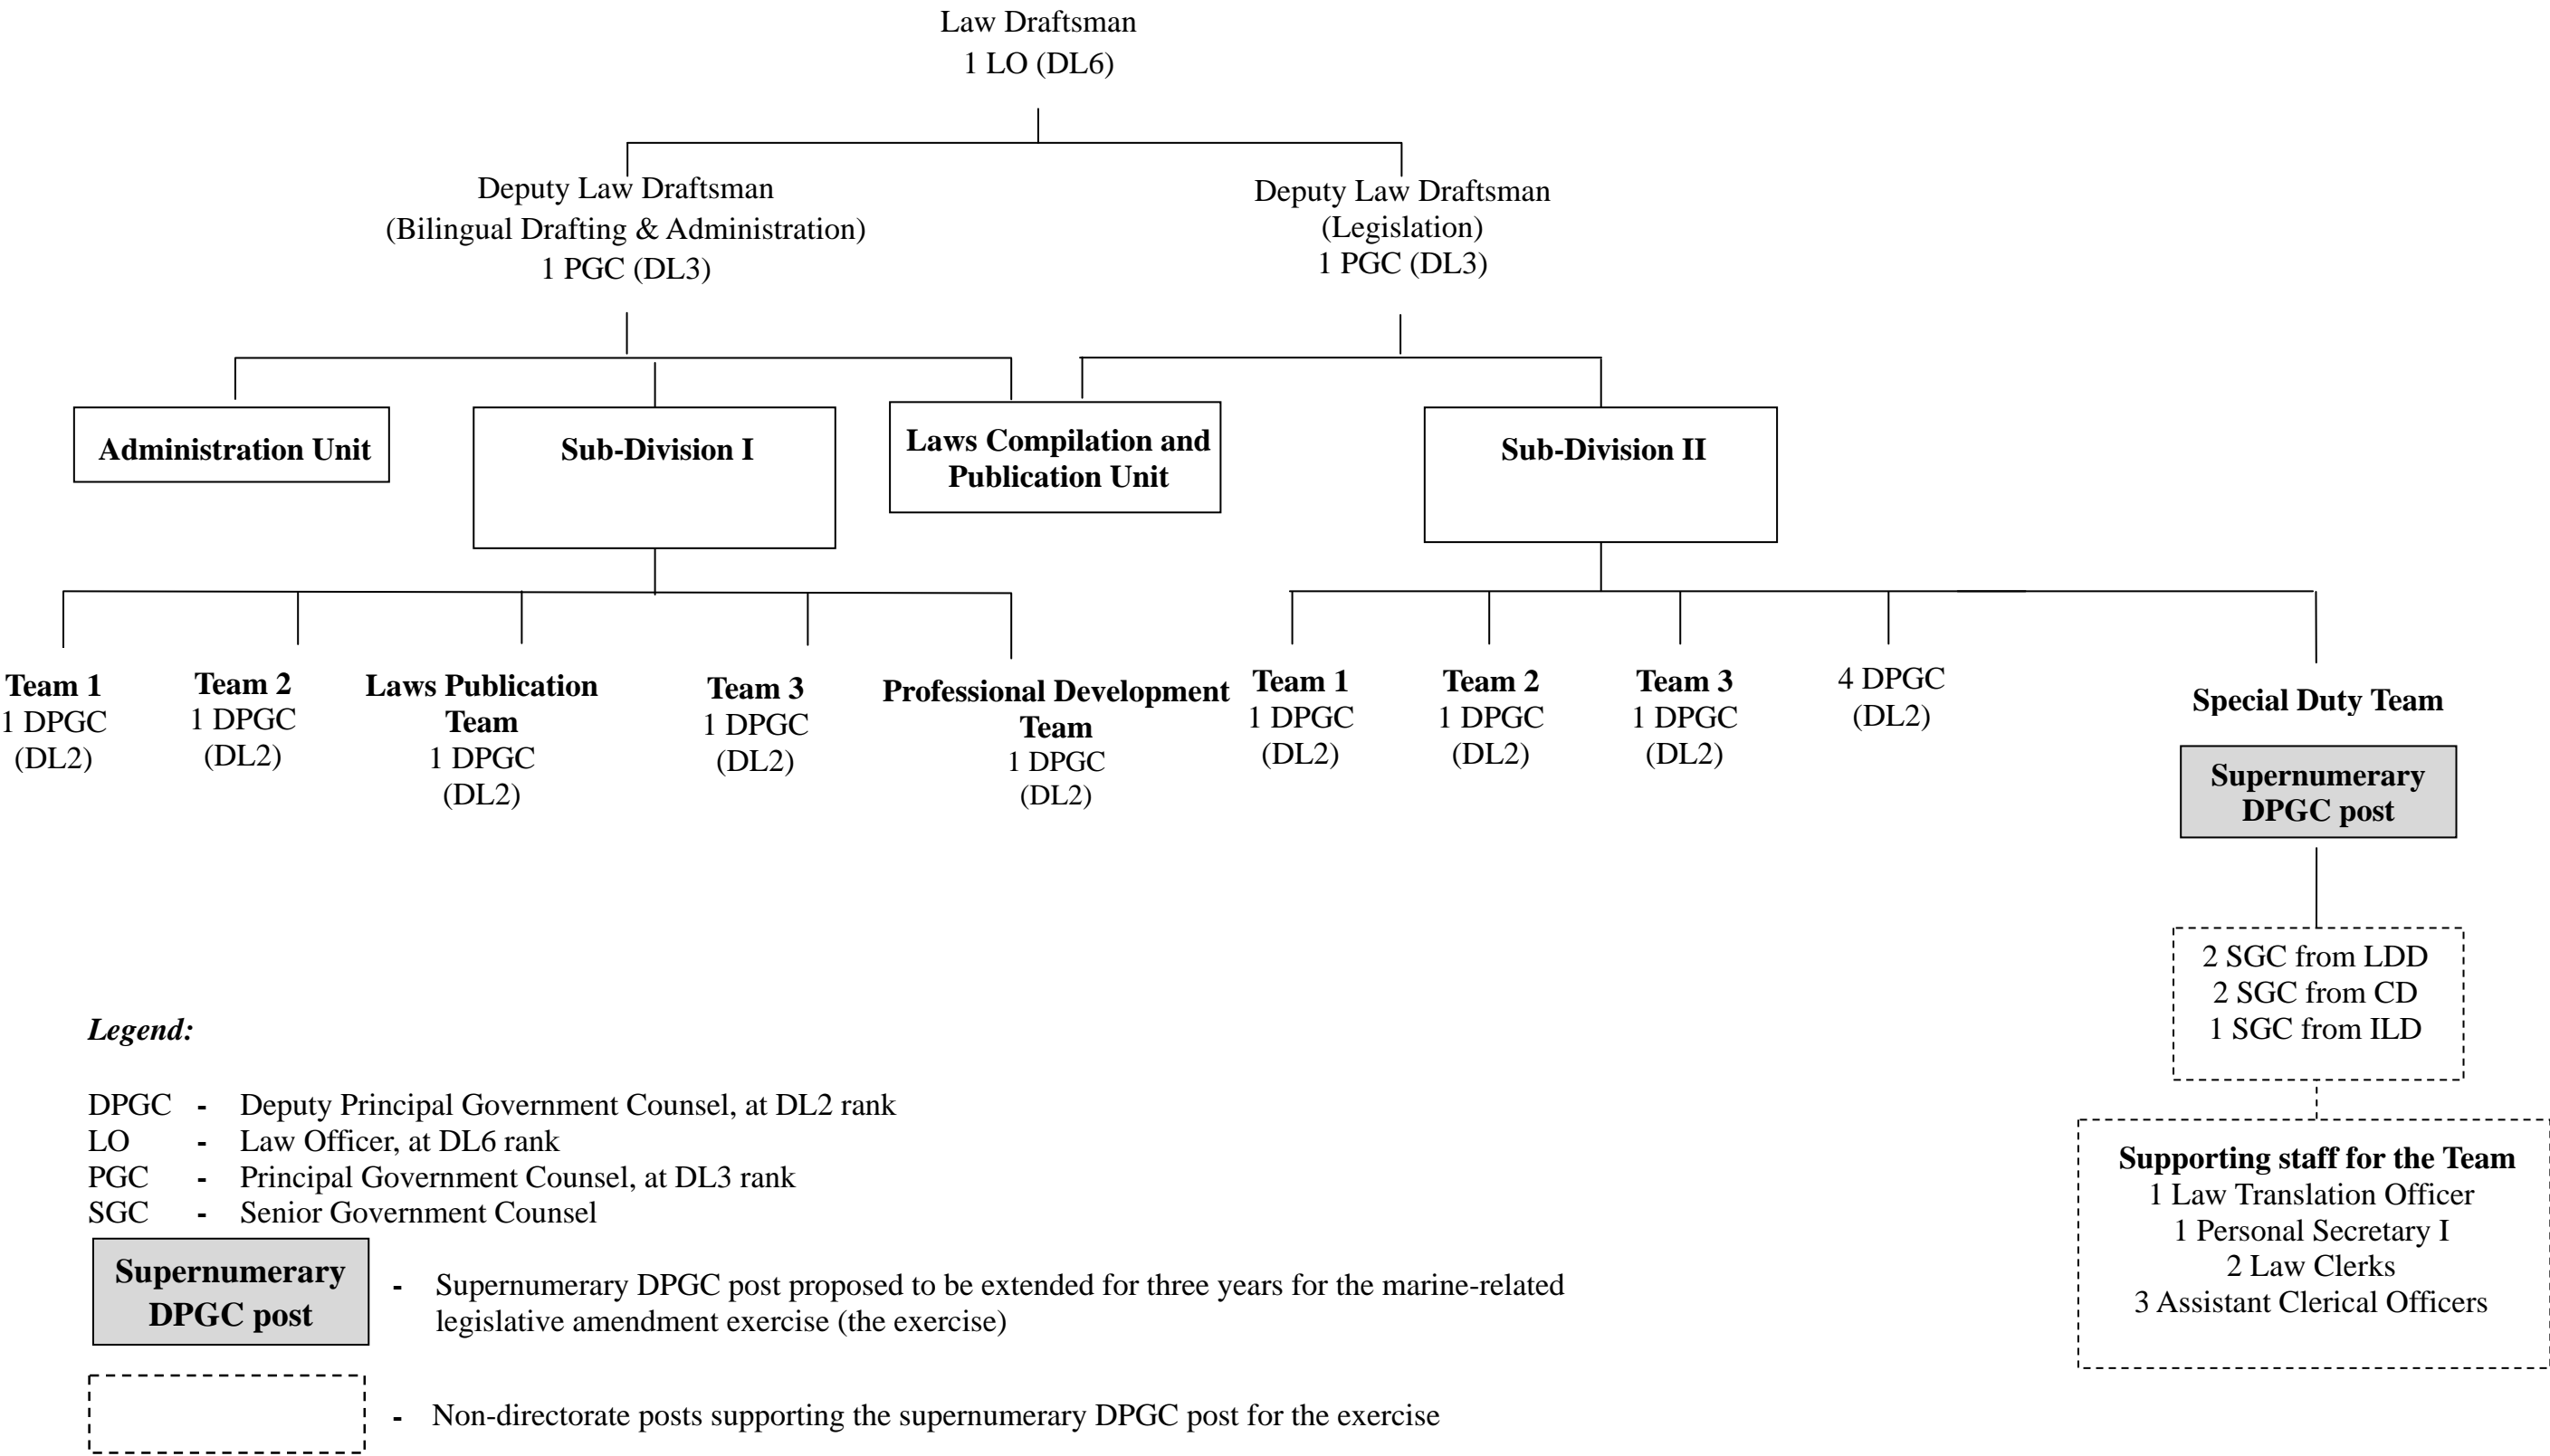 Law Draftsman
1 LO (DL6)
Deputy Law Draftsman
(Bilingual Drafting & Administration)
1 PGC (DL3)
Deputy Law Draftsman
(Legislation)
1 PGC (DL3)
Administration Unit
Sub-Division I
Laws Compilation and
Publication Unit
Sub-Division II
Team 1
1 DPGC
(DL2)
Team 2
1 DPGC
(DL2)
Laws Publication
Team
1 DPGC
(DL2)
Team 3
1 DPGC
(DL2)
Professional Development
Team
1 DPGC
(DL2)
Team 1
1 DPGC
(DL2)
Team 2
1 DPGC
(DL2)
Team 3
1 DPGC
(DL2)
4 DPGC
(DL2)
Special Duty Team
Supernumerary
DPGC post
2 SGC from LDD
2 SGC from CD
1 SGC from ILD
Supporting staff for the Team
1 Law Translation Officer
1 Personal Secretary I
2 Law Clerks
3 Assistant Clerical Officers
Legend:
DPGC - Deputy Principal Government Counsel, at DL2 rank
LO - Law Officer, at DL6 rank
PGC - Principal Government Counsel, at DL3 rank
SGC - Senior Government Counsel
Supernumerary
DPGC post
- Supernumerary DPGC post proposed to be extended for three years for the marine-related
legislative amendment exercise (the exercise)
- Non-directorate posts supporting the supernumerary DPGC post for the exercise